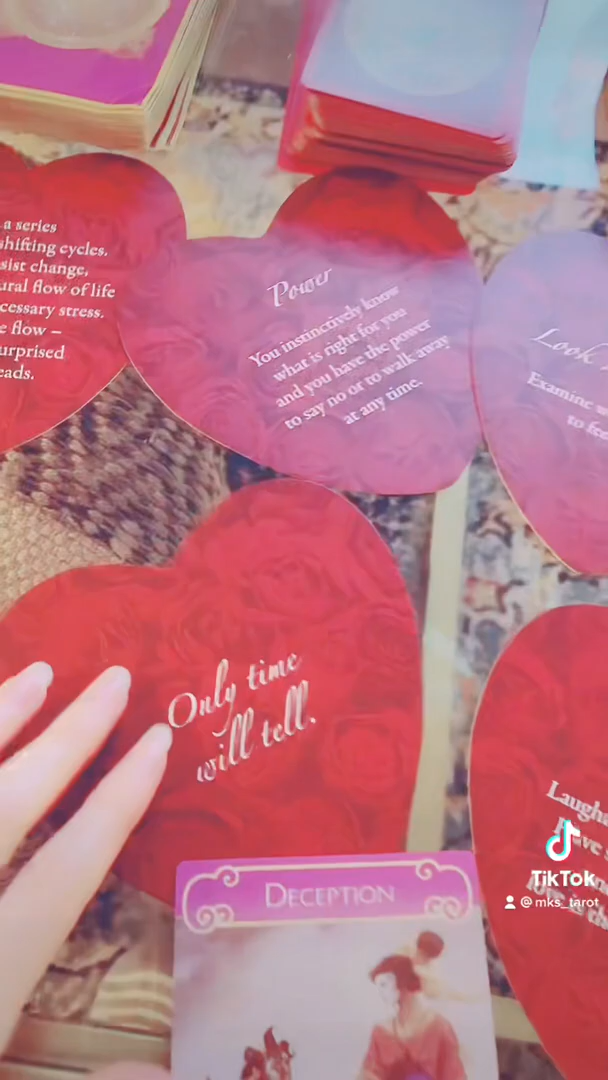 a series
shifting cycles.
sist change,
ural flow of life
cessary stress.
e flow –
urprised
eads.
Power
You instinctively know
what is right for you
and you have the power
to say no or to walk away
at any time.
Look
Examine
to fe
Only time
will tell.
Laugh
DECEPTION
TikTok
@mks_tarot